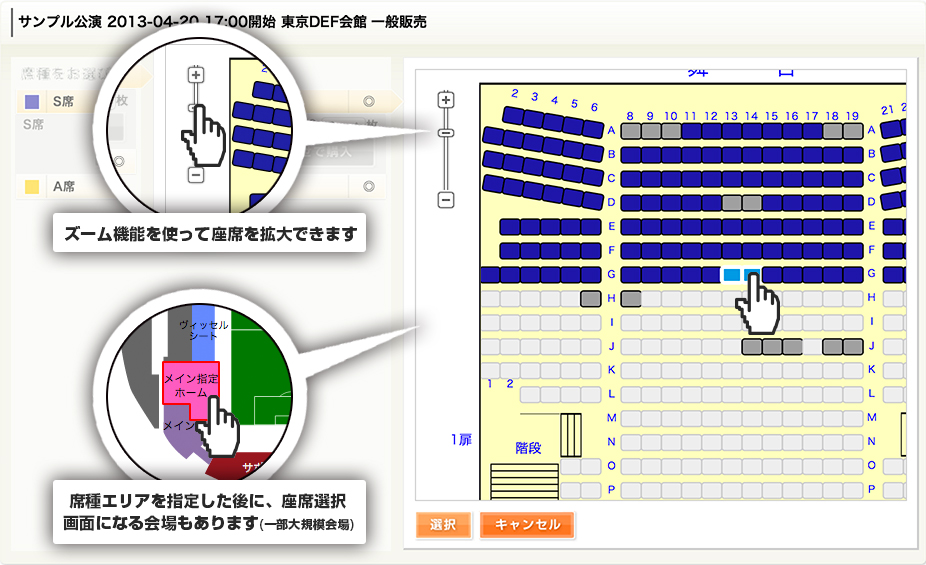 サンプル公演 2013-04-20 17:00開始 東京DEF会館 一般販売
席種をお選び
S席
枚
S席
A席
ズーム機能を使って座席を拡大できます
ヴィッセル
シート
メイン指定
ホーム
メイン
サポ
席種エリアを指定した後に、座席選択
画面になる会場もあります(一部大規模会場)
舞 台
2 3 4 5 6
8 9 10 11 12 13 14 15 16 17 18 19
21
A A
B B
C C
D D
E E
F F
G G
H H
I I
J J
K K
1 2
L L
M M
N N
O O
P P
1扉
階段
選択
キャンセル